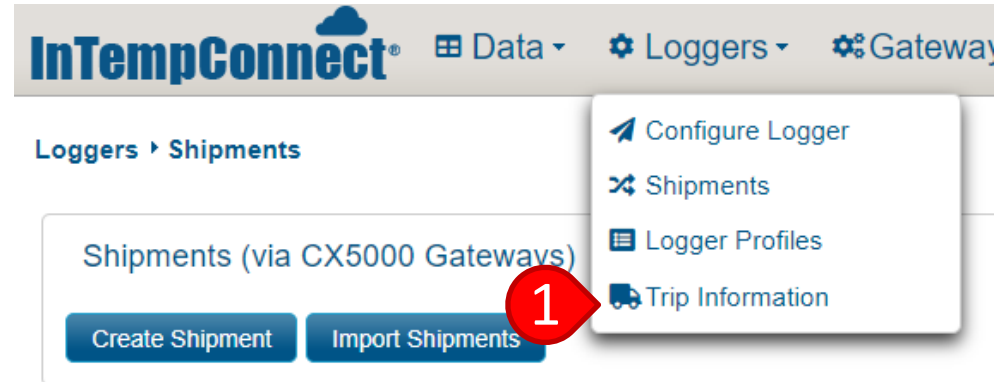 InTempConnect® Data Loggers Gateway
Configure Logger
Loggers Shipments
Shipments
Logger Profiles
Shipments (via CX5000 Gateways)
1 Trip Information
Create Shipment Import Shipments